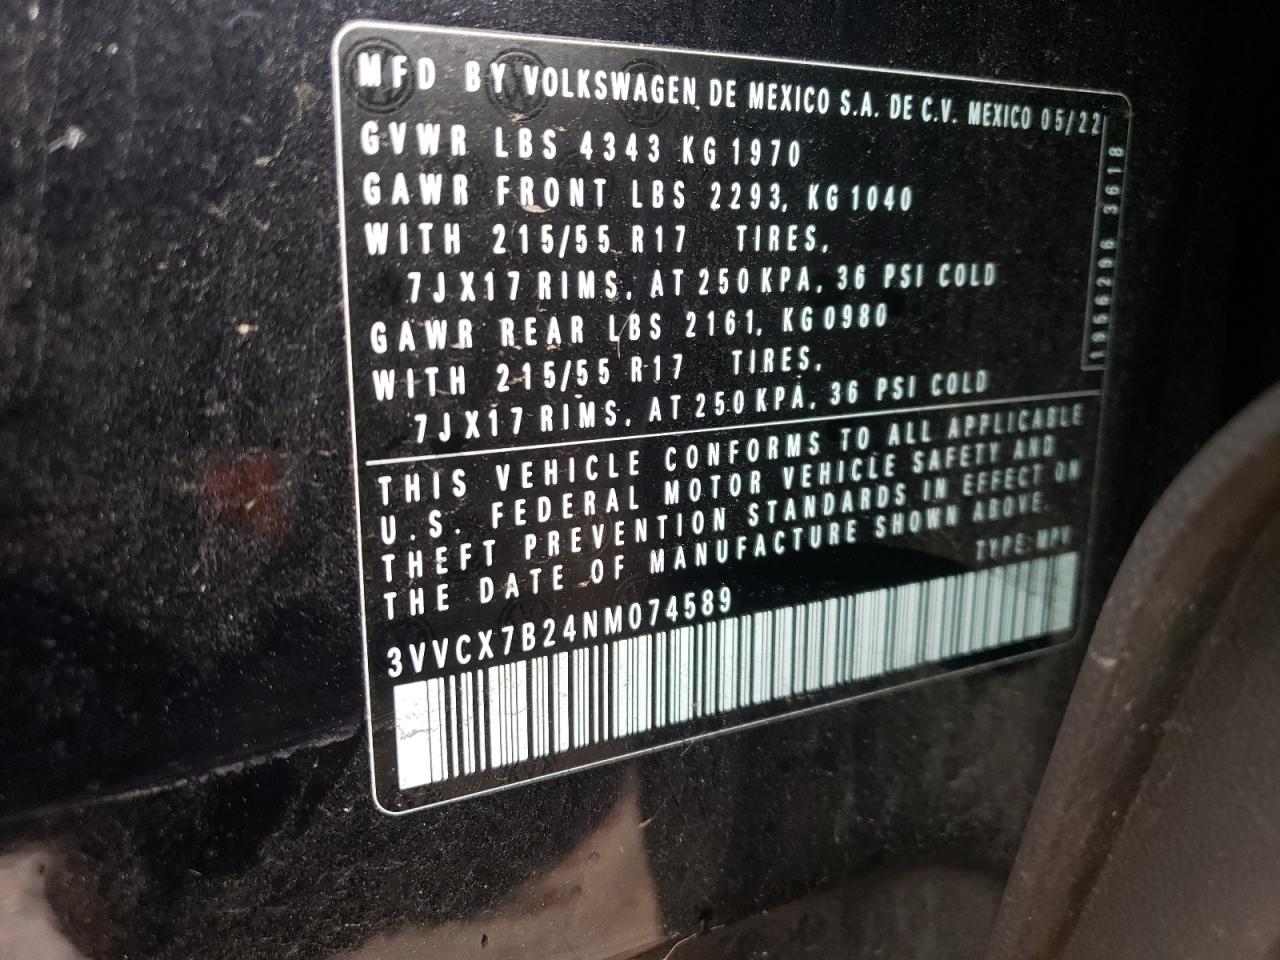 MFD BY VOLKSWAGEN DE MEXICO S.A. DE C.V. MEXICO 05/22
GVWR LBS 4343 KG 1970
GAWR FRONT LBS 2293, KG 1040
WITH 215/55 R17 TIRES,
7JX17 RIMS, AT 250 KPA, 36 PSI COLD
GAWR REAR LBS 2161, KG 0980
WITH 215/55 R17 TIRES,
7JX17 RIMS, AT 250 KPA, 36 PSI COLD
1966296 3618
THIS VEHICLE CONFORMS TO ALL APPLICABLE
U.S. FEDERAL MOTOR VEHICLE SAFETY AND
THEFT PREVENTION STANDARDS IN EFFECT ON
THE DATE OF MANUFACTURE SHOWN ABOVE.
TYPE:MPV
3VVCX7B24NM074589